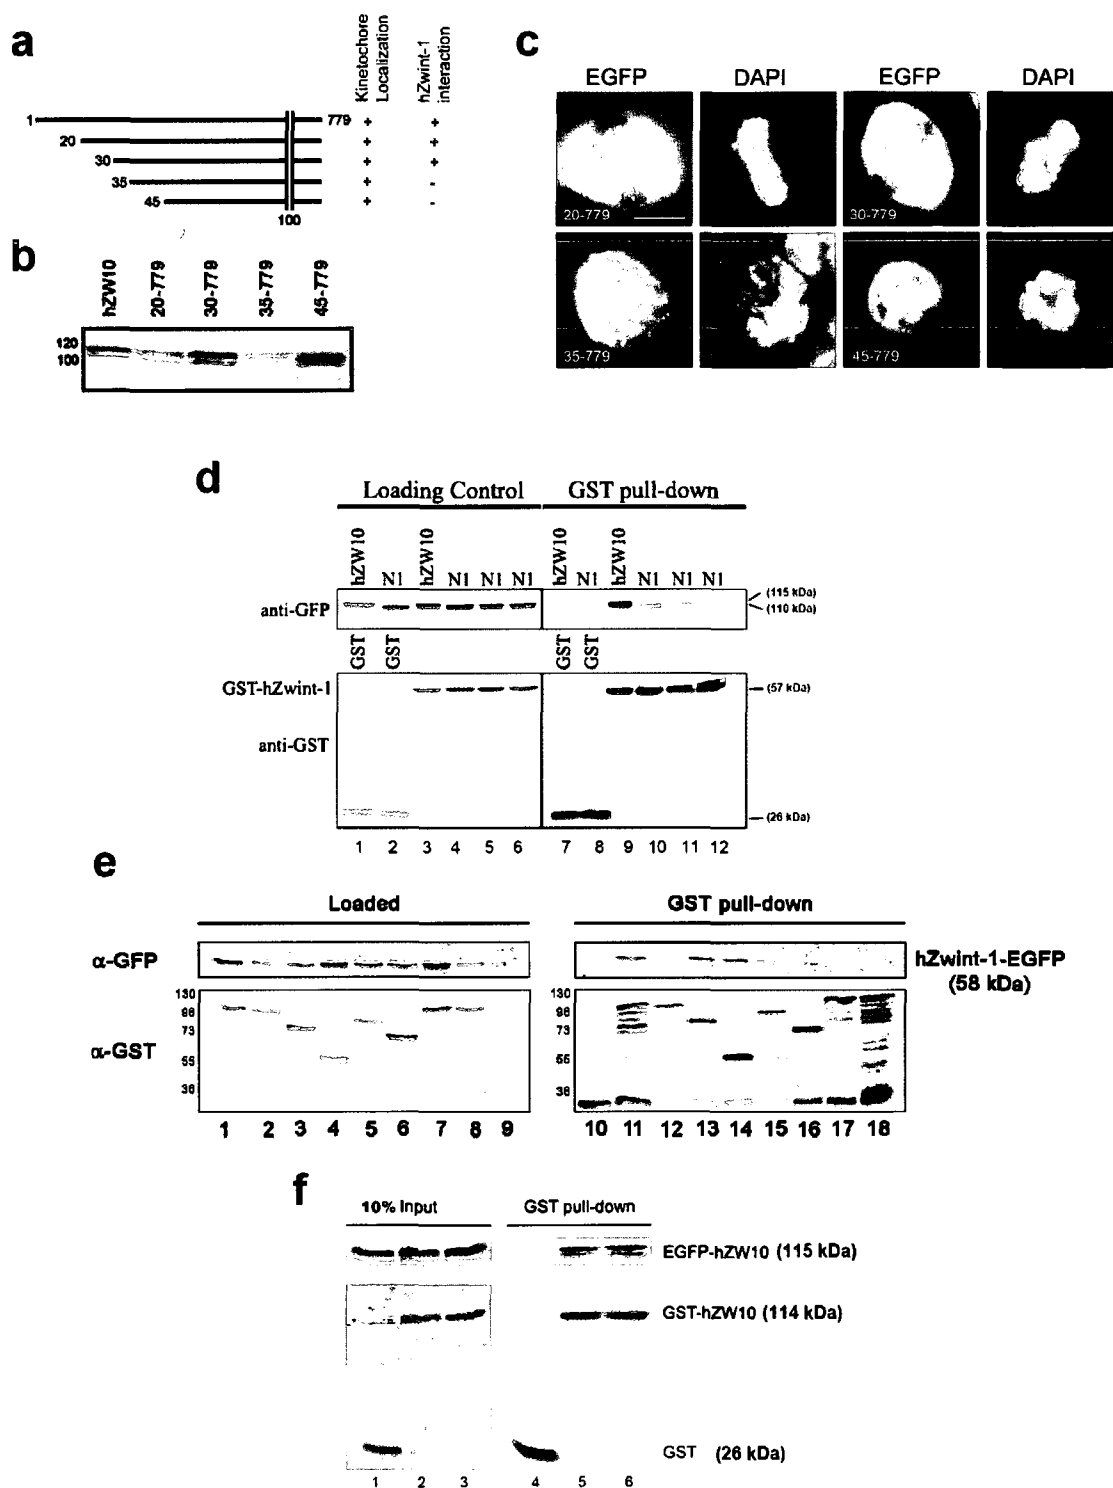 a
Kinetochore
Localization
hZwint-1
interaction
1 779 + +
20 + +
30 + +
35 + -
45 + -
100
b
hZW10
20-779
30-779
35-779
45-779
120
100
c
EGFP DAPI EGFP DAPI
20-779 30-779
35-779 45-779
d
Loading Control GST pull-down
hZW10 N1 hZW10 N1 N1 N1 hZW10 N1 hZW10 N1 N1 N1
anti-GFP
(115 kDa)
(110 kDa)
GST GST GST GST
GST-hZwint-1
(57 kDa)
anti-GST
(26 kDa)
1 2 3 4 5 6 7 8 9 10 11 12
e
Loaded GST pull-down
α-GFP
hZwint-1-EGFP
(58 kDa)
α-GST
130
96
73
55
36
130
96
73
55
36
1 2 3 4 5 6 7 8 9 10 11 12 13 14 15 16 17 18
f
10% Input GST pull-down
EGFP-hZW10 (115 kDa)
GST-hZW10 (114 kDa)
GST (26 kDa)
1 2 3 4 5 6